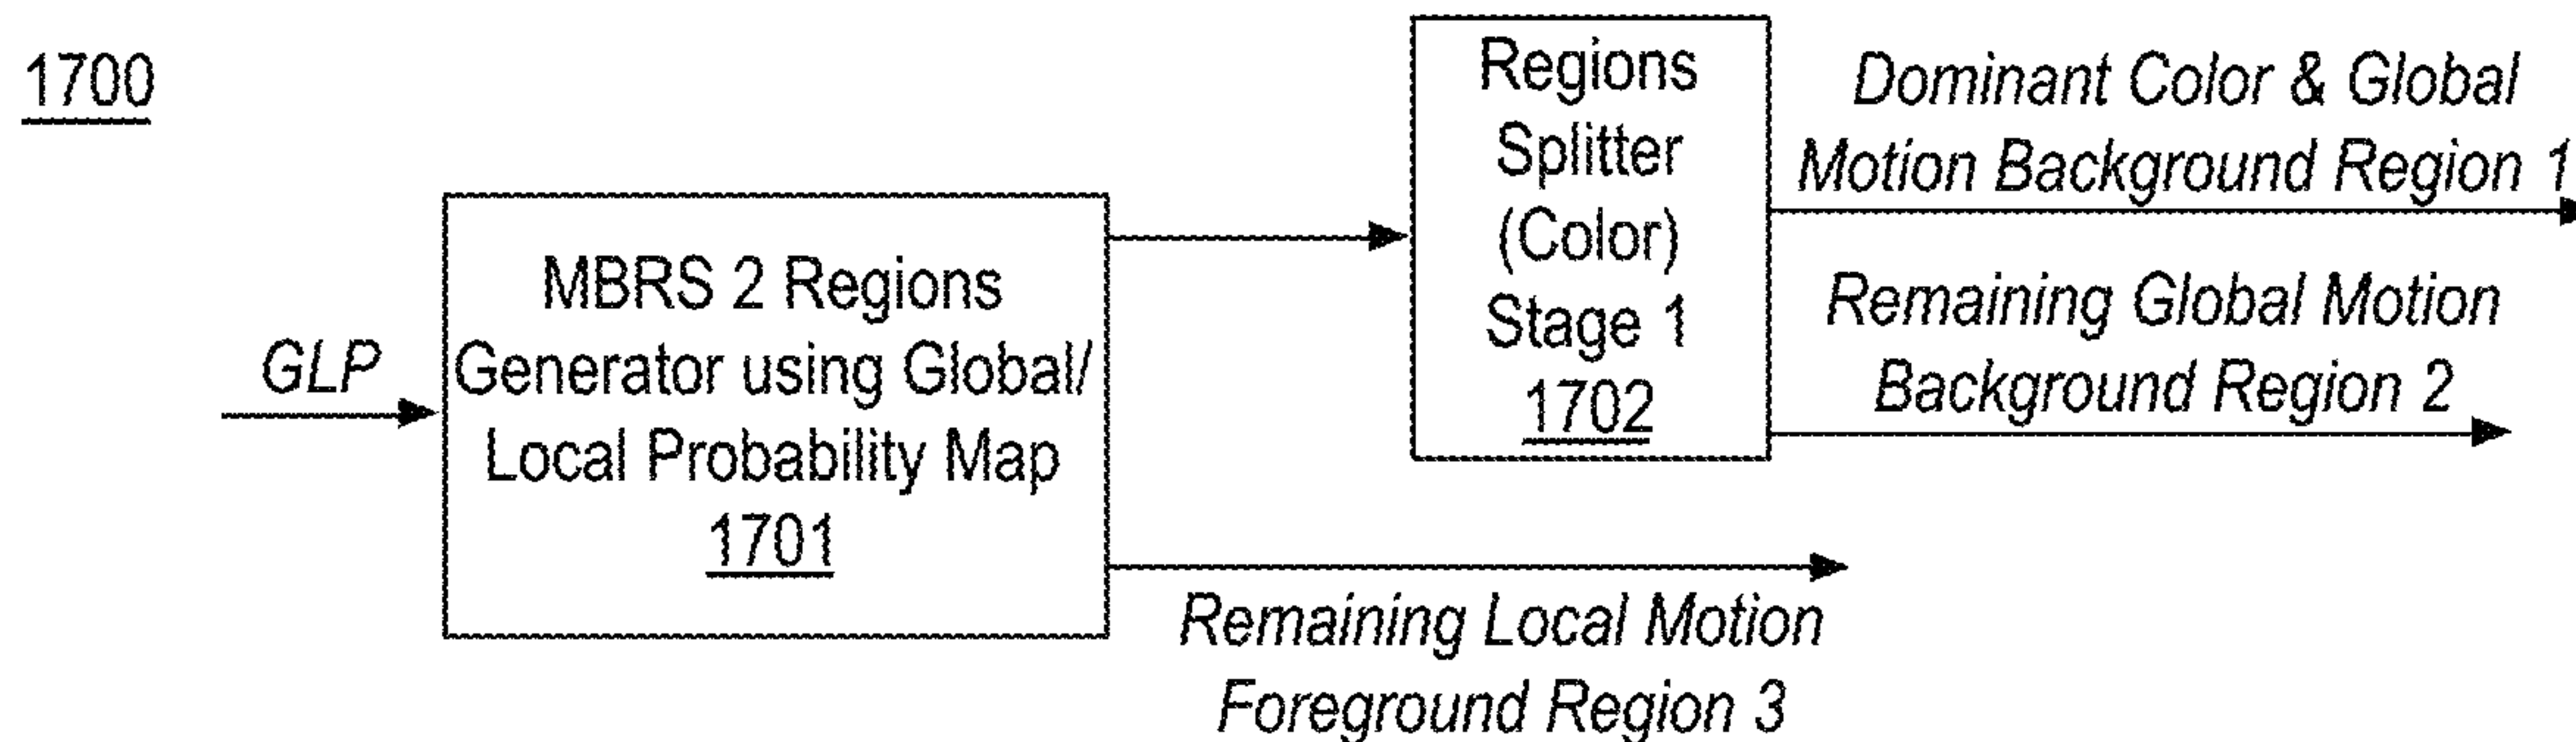 1700
GLP
MBRS 2 Regions
Generator using Global/
Local Probability Map
1701
Regions
Splitter
(Color)
Stage 1
1702
Dominant Color & Global
Motion Background Region 1
Remaining Global Motion
Background Region 2
Remaining Local Motion
Foreground Region 3